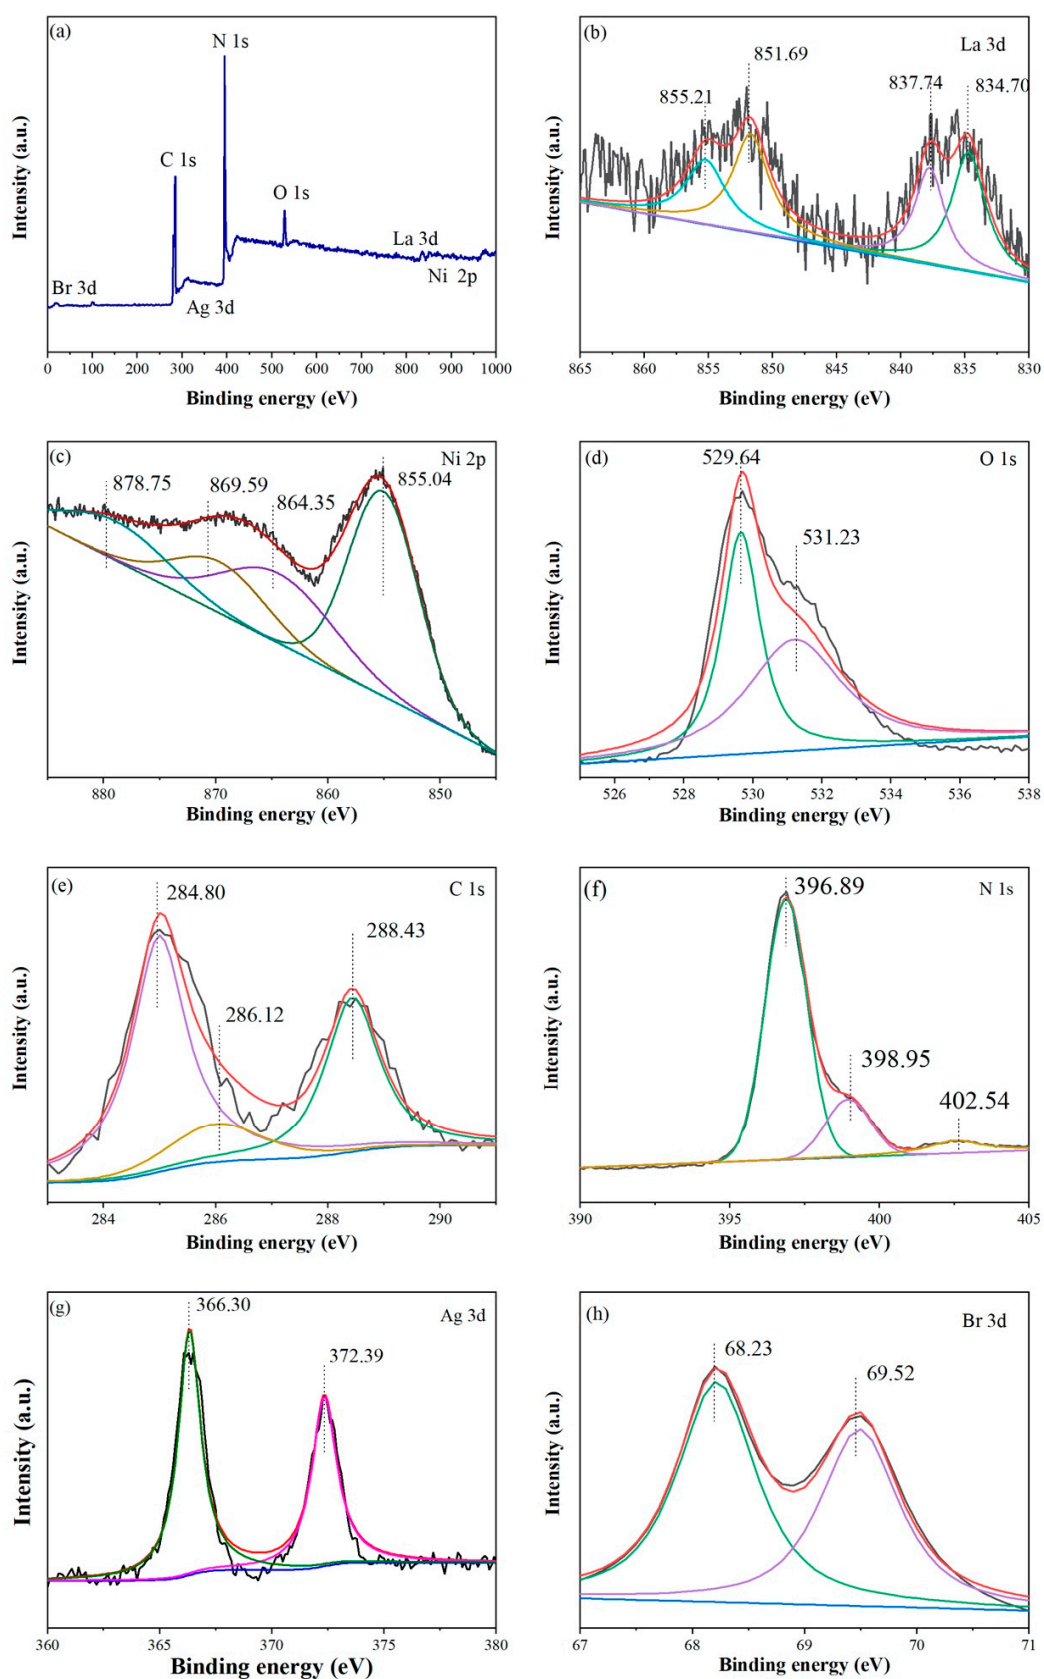 (a)
N 1s
C 1s
O 1s
La 3d
Ni 2p
Br 3d
Ag 3d
Intensity (a.u.)
0 100 200 300 400 500 600 700 800 900 1000
Binding energy (eV)
(b)
La 3d
851.69
855.21
837.74
834.70
Intensity (a.u.)
865 860 855 850 845 840 835 830
Binding energy (eV)
(c)
Ni 2p
878.75
869.59
864.35
855.04
Intensity (a.u.)
880 870 860 850
Binding energy (eV)
(d)
O 1s
529.64
531.23
Intensity (a.u.)
526 528 530 532 534 536 538
Binding energy (eV)
(e)
C 1s
284.80
288.43
286.12
Intensity (a.u.)
284 286 288 290
Binding energy (eV)
(f)
N 1s
396.89
398.95
402.54
Intensity (a.u.)
390 395 400 405
Binding energy (eV)
(g)
Ag 3d
366.30
372.39
Intensity (a.u.)
360 365 370 375 380
Binding energy (eV)
(h)
Br 3d
68.23
69.52
Intensity (a.u.)
67 68 69 70 71
Binding energy (eV)